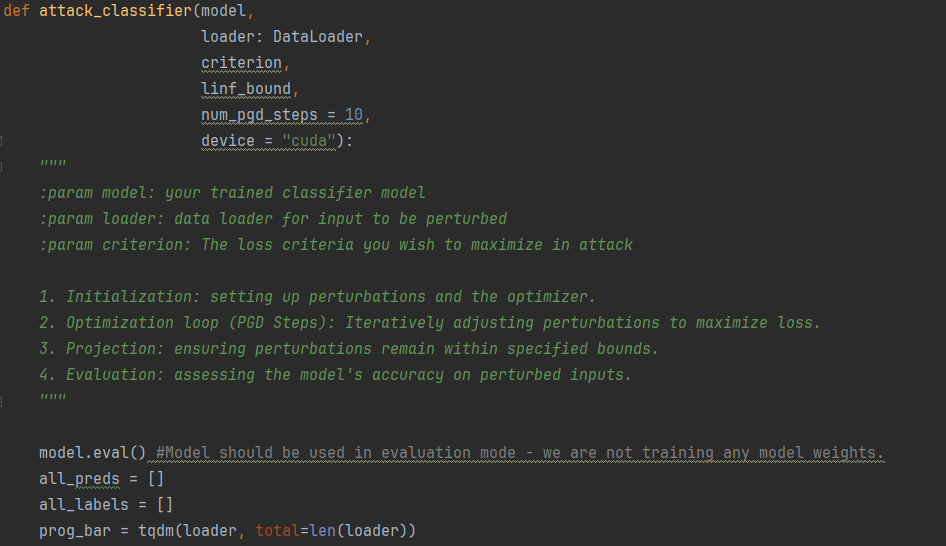 def attack_classifier(model,
                      loader: DataLoader,
                      criterion,
                      linf_bound,
                      num_pgd_steps = 10,
                      device = "cuda"):
    """
    :param model: your trained classifier model
    :param loader: data loader for input to be perturbed
    :param criterion: The loss criteria you wish to maximize in attack

    1. Initialization: setting up perturbations and the optimizer.
    2. Optimization loop (PGD Steps): Iteratively adjusting perturbations to maximize loss.
    3. Projection: ensuring perturbations remain within specified bounds.
    4. Evaluation: assessing the model's accuracy on perturbed inputs.
    """

    model.eval() #Model should be used in evaluation mode - we are not training any model weights.
    all_preds = []
    all_labels = []
    prog_bar = tqdm(loader, total=len(loader))